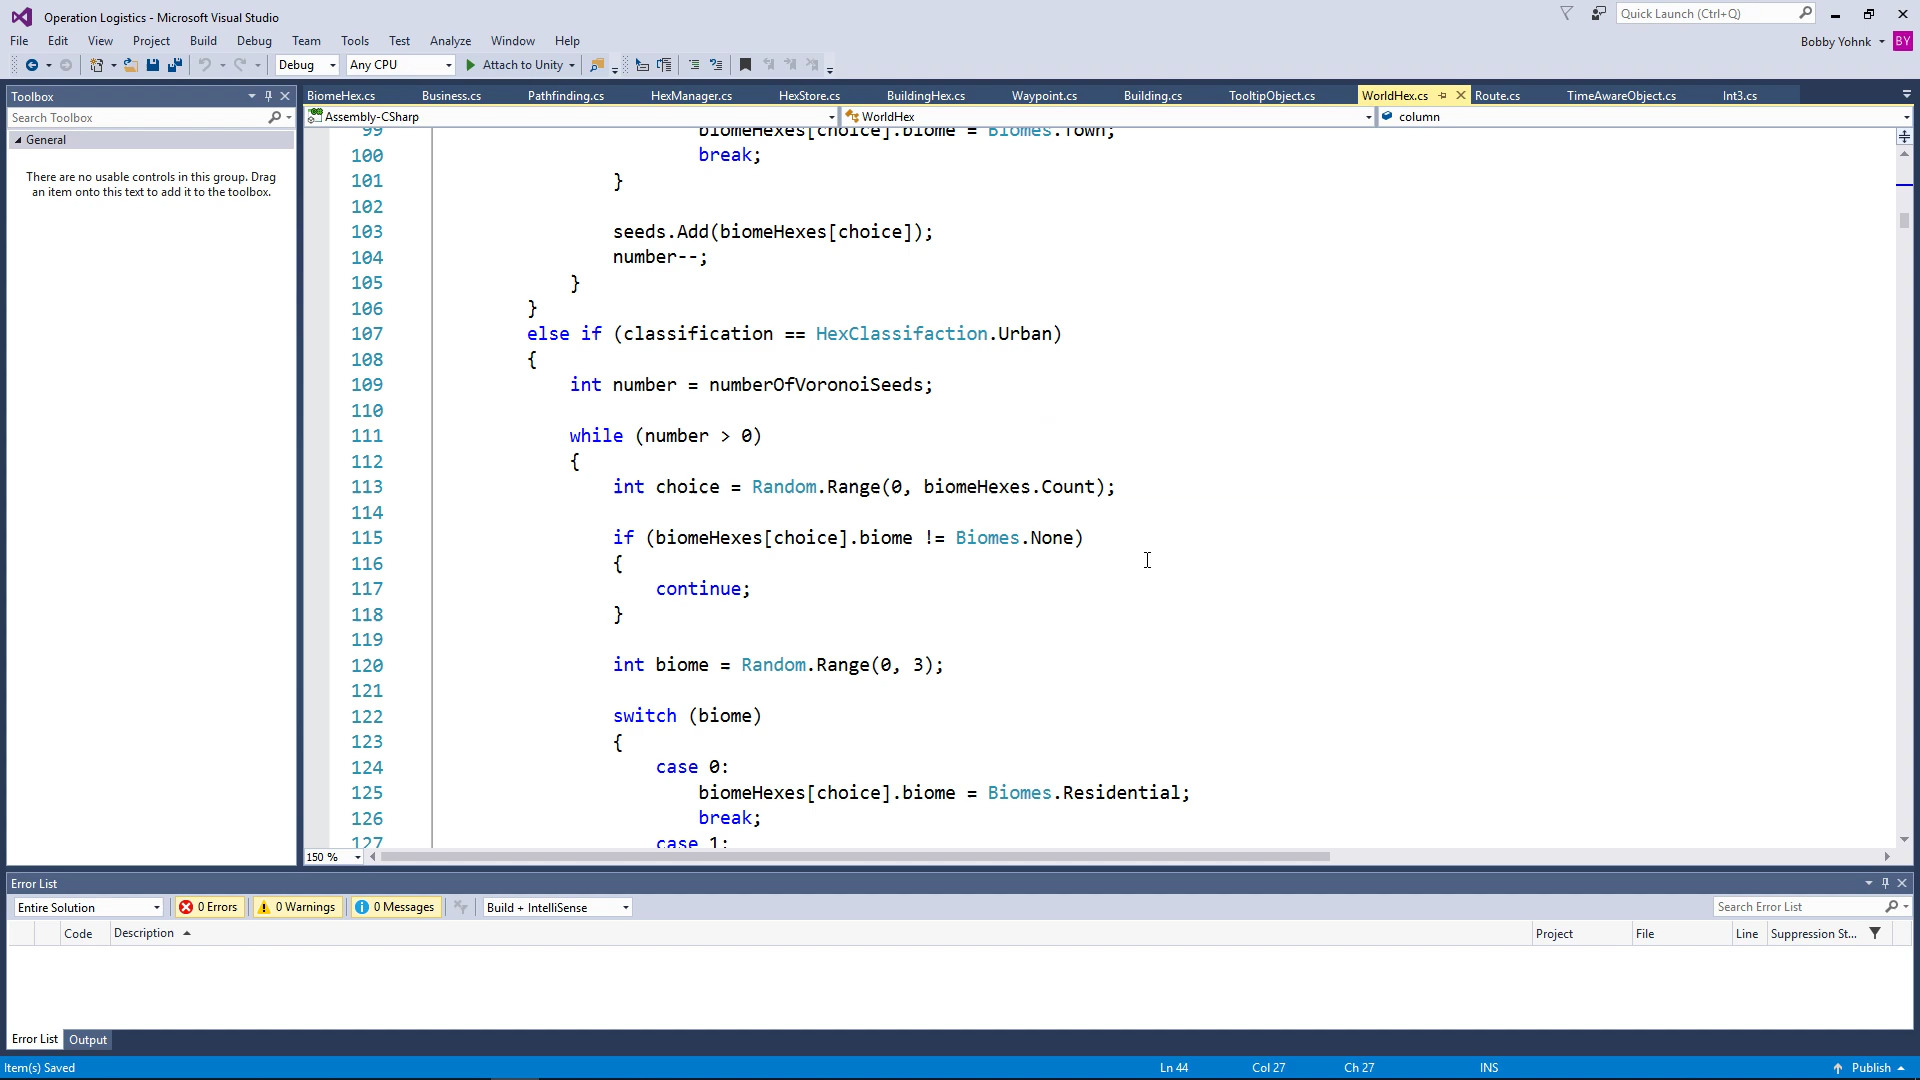 Operation Logistics - Microsoft Visual Studio
Quick Launch (Ctrl+Q)
File Edit View Project Build Debug Team Tools Test Analyze Window Help
Bobby Yohnk BY
Debug Any CPU Attach to Unity
Toolbox
BiomeHex.cs Business.cs Pathfinding.cs HexManager.cs HexStore.cs BuildingHex.cs Waypoint.cs Building.cs TooltipObject.cs WorldHex.cs Route.cs TimeAwareObject.cs Int3.cs
Search Toolbox
Assembly-CSharp WorldHex column
General
There are no usable controls in this group. Drag
an item onto this text to add it to the toolbox.
99 biomeHexes[choice].biome = Biomes.Town;
100 break;
101 }
102
103 seeds.Add(biomeHexes[choice]);
104 number--;
105 }
106 }
107 else if (classification == HexClassifaction.Urban)
108 {
109 int number = numberOfVoronoiSeeds;
110
111 while (number > 0)
112 {
113 int choice = Random.Range(0, biomeHexes.Count);
114
115 if (biomeHexes[choice].biome != Biomes.None)
116 {
117 continue;
118 }
119
120 int biome = Random.Range(0, 3);
121
122 switch (biome)
123 {
124 case 0:
125 biomeHexes[choice].biome = Biomes.Residential;
126 break;
127 case 1:
150 %
Error List
Entire Solution 0 Errors 0 Warnings 0 Messages Build + IntelliSense Search Error List
Code Description Project File Line Suppression St...
Error List Output
Item(s) Saved Ln 44 Col 27 Ch 27 INS Publish